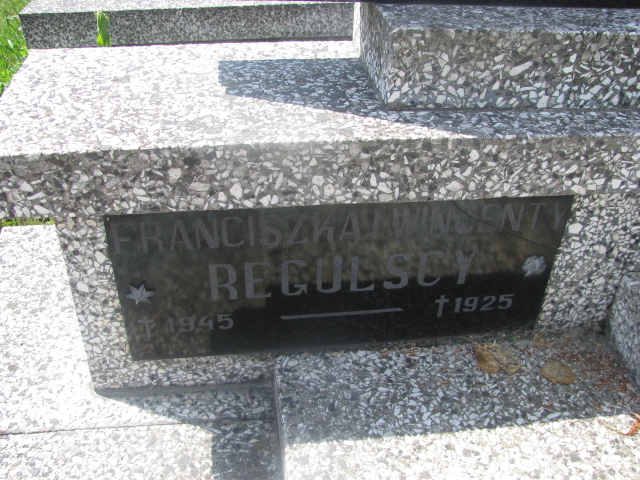 FRANCISZKA I WINCENTY
REGULSCY
† 1945 — † 1925